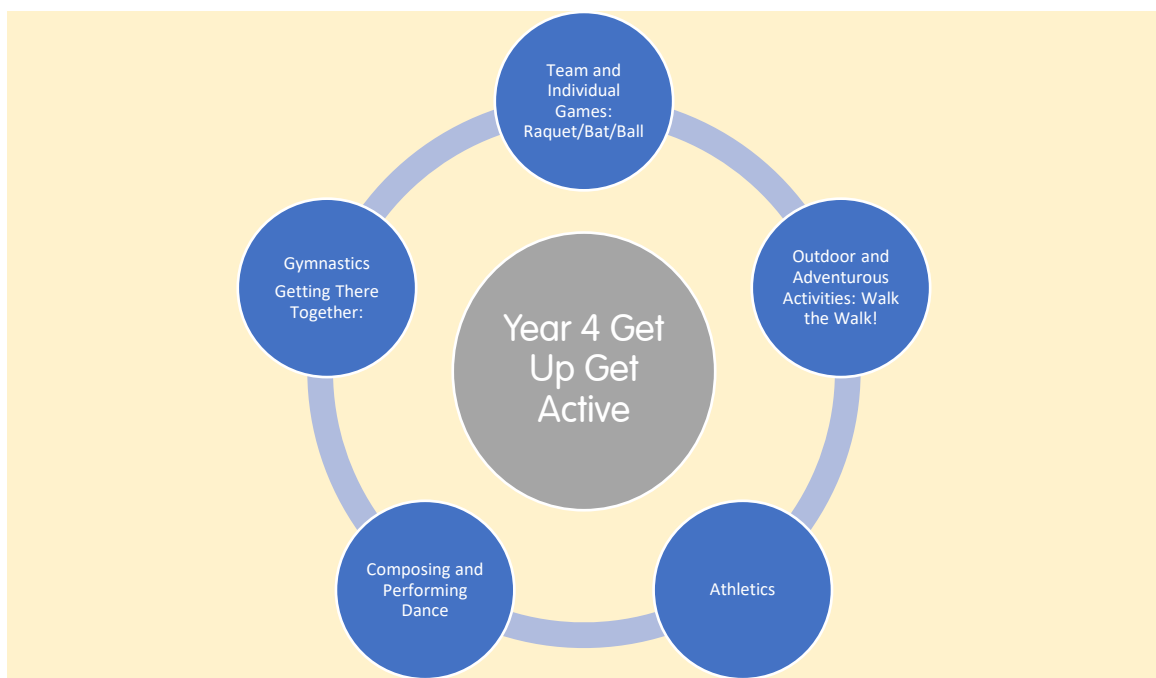 Team and
Individual
Games:
Raquet/Bat/Ball
Outdoor and
Adventurous
Activities: Walk
the Walk!
Athletics
Composing and
Performing
Dance
Gymnastics
Getting There
Together:
Year 4 Get
Up Get
Active